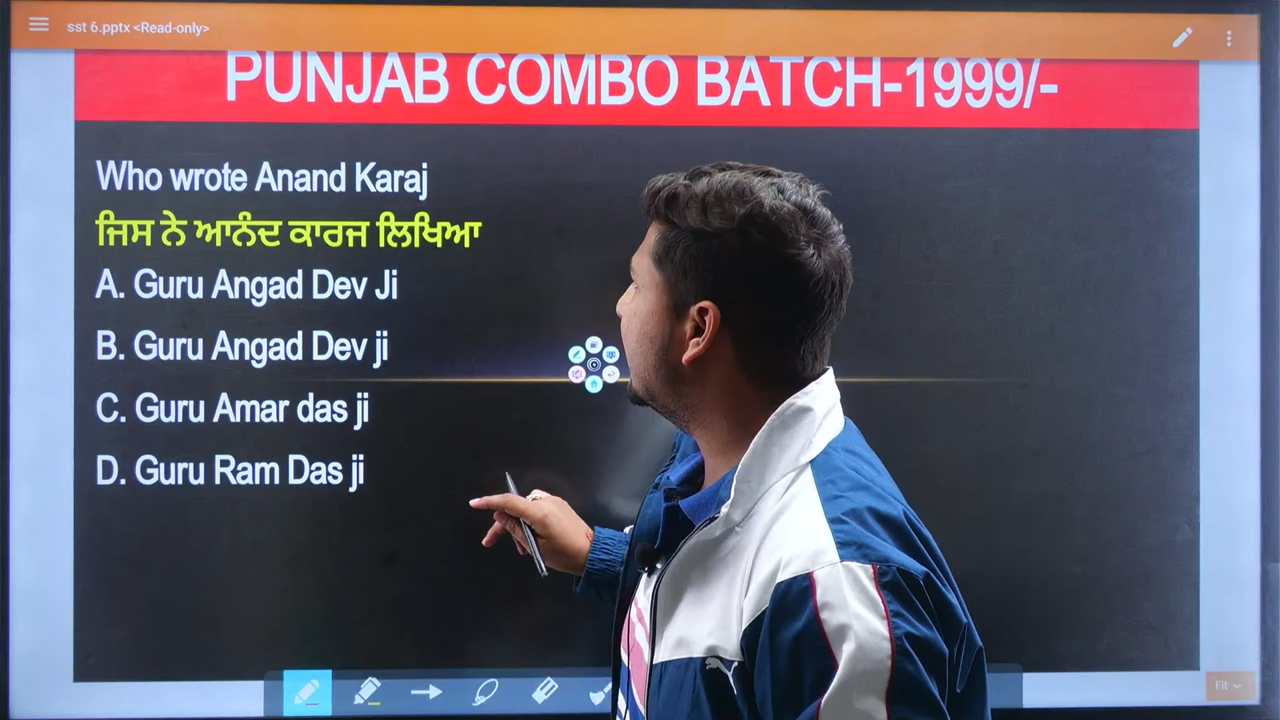 sst 6.pptx <Read-only>
PUNJAB COMBO BATCH-1999/-
Who wrote Anand Karaj
ਜਿਸ ਨੇ ਆਨੰਦ ਕਾਰਜ ਲਿਖਿਆ
A. Guru Angad Dev Ji
B. Guru Angad Dev ji
C. Guru Amar das ji
D. Guru Ram Das ji
Fit